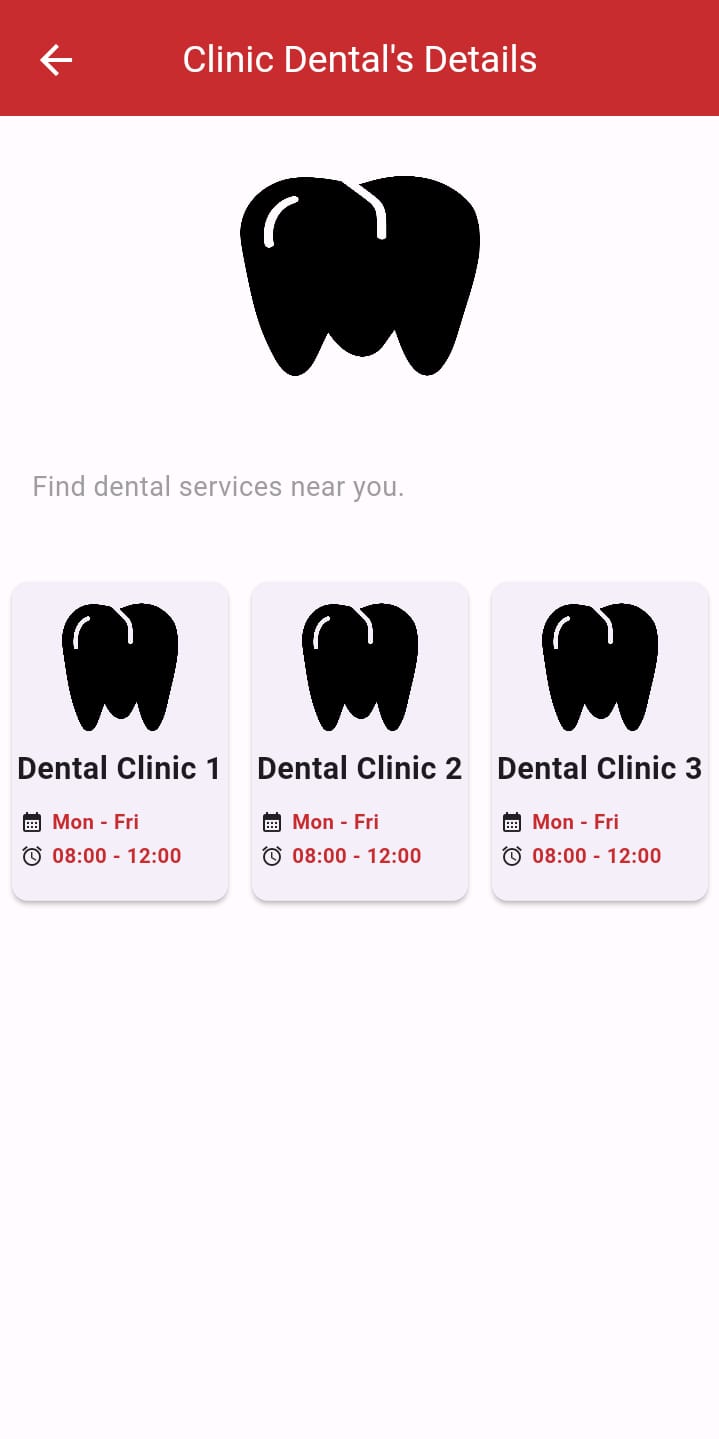 Clinic Dental's Details
Find dental services near you.
Dental Clinic 1
Mon - Fri
08:00 - 12:00
Dental Clinic 2
Mon - Fri
08:00 - 12:00
Dental Clinic 3
Mon - Fri
08:00 - 12:00